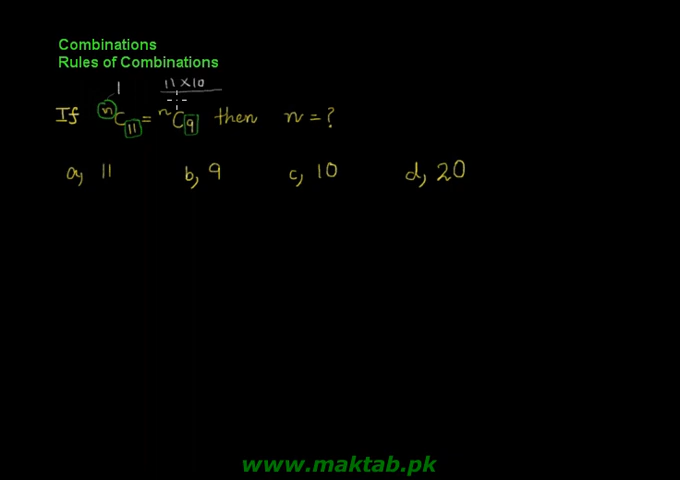 Combinations
Rules of Combinations
1 11 x 10
If nC11 = nC9 then n = ?
a, 11 b, 9 c, 10 d, 20
www.maktab.pk